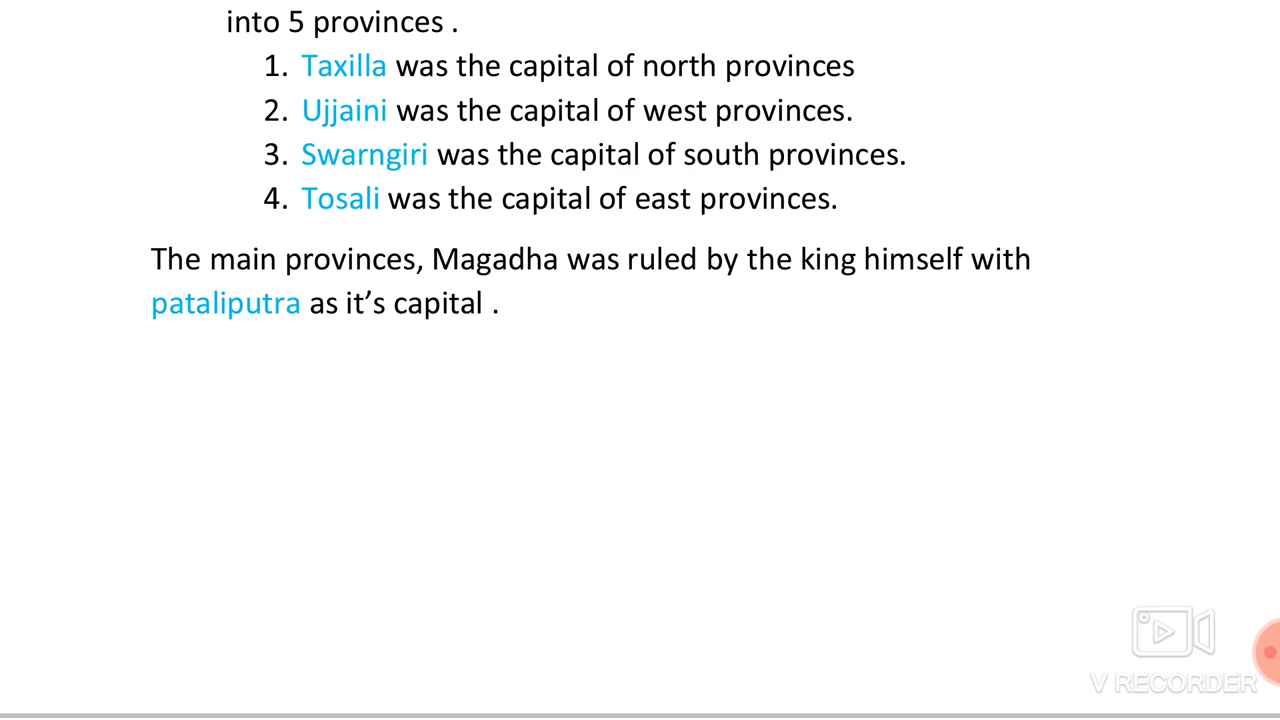 into 5 provinces .
1. Taxilla was the capital of north provinces
2. Ujjaini was the capital of west provinces.
3. Swarngiri was the capital of south provinces.
4. Tosali was the capital of east provinces.
The main provinces, Magadha was ruled by the king himself with
pataliputra as it’s capital .
V RECORDER